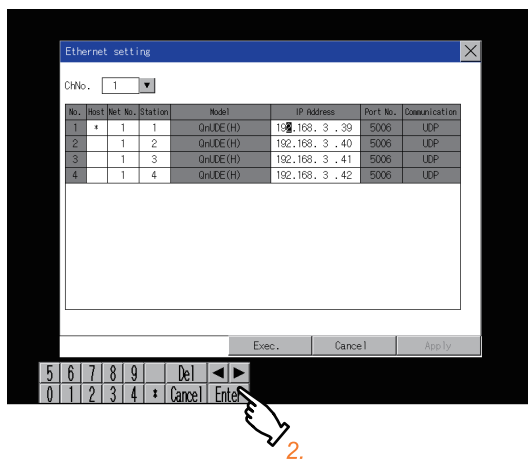 Ethernet setting
ChNo. 1
No. Host Net No. Station Model IP Address Port No. Communication
1 * 1 1 QnUDE(H) 192.168. 3 .39 5006 UDP
2 1 2 QnUDE(H) 192.168. 3 .40 5006 UDP
3 1 3 QnUDE(H) 192.168. 3 .41 5006 UDP
4 1 4 QnUDE(H) 192.168. 3 .42 5006 UDP
Exec. Cancel Apply
5 6 7 8 9 Del ◀ ▶
0 1 2 3 4 * Cancel Enter
2.